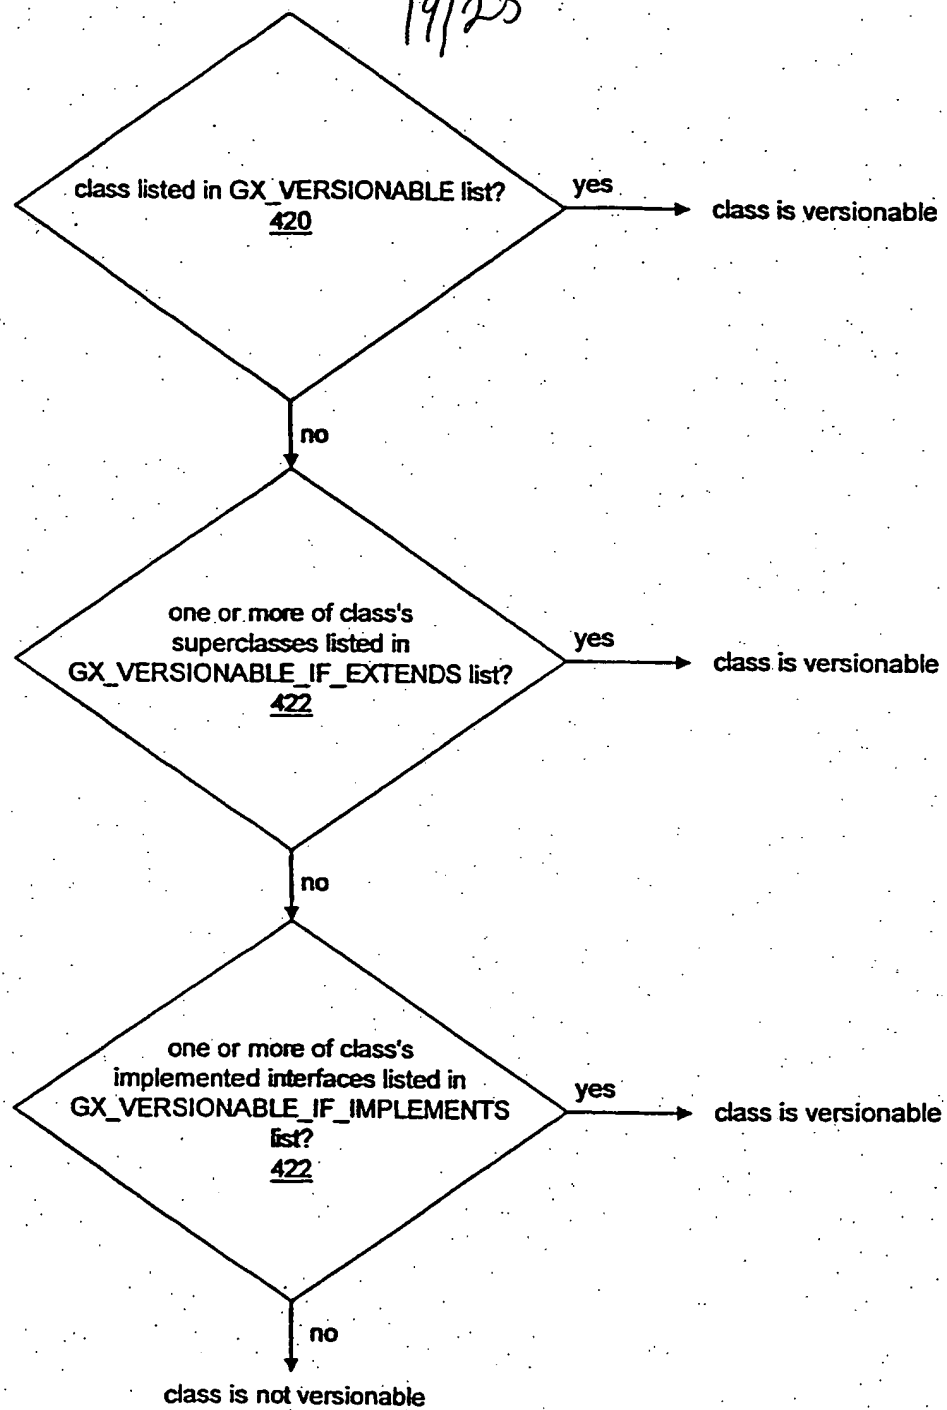 19/25
class listed in GX_VERSIONABLE list?
420
yes
class is versionable
no
one or more of class's
superclasses listed in
GX_VERSIONABLE_IF_EXTENDS list?
422
yes
class is versionable
no
one or more of class's
implemented interfaces listed in
GX_VERSIONABLE_IF_IMPLEMENTS
list?
422
yes
class is versionable
no
class is not versionable